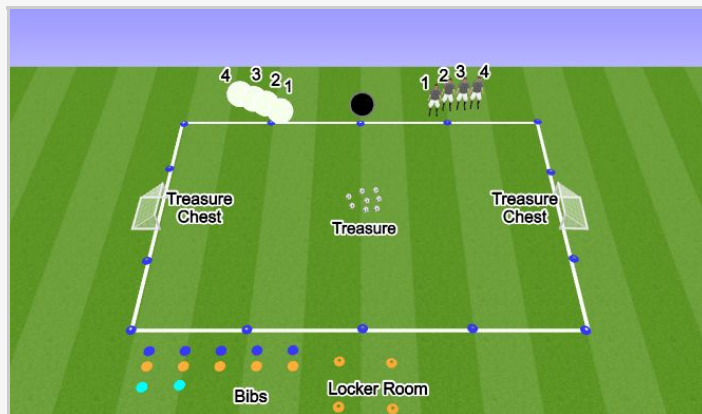 4 3 2 1
1 2 3 4
Treasure
Chest
Treasure
Treasure
Chest
Bibs
Locker Room